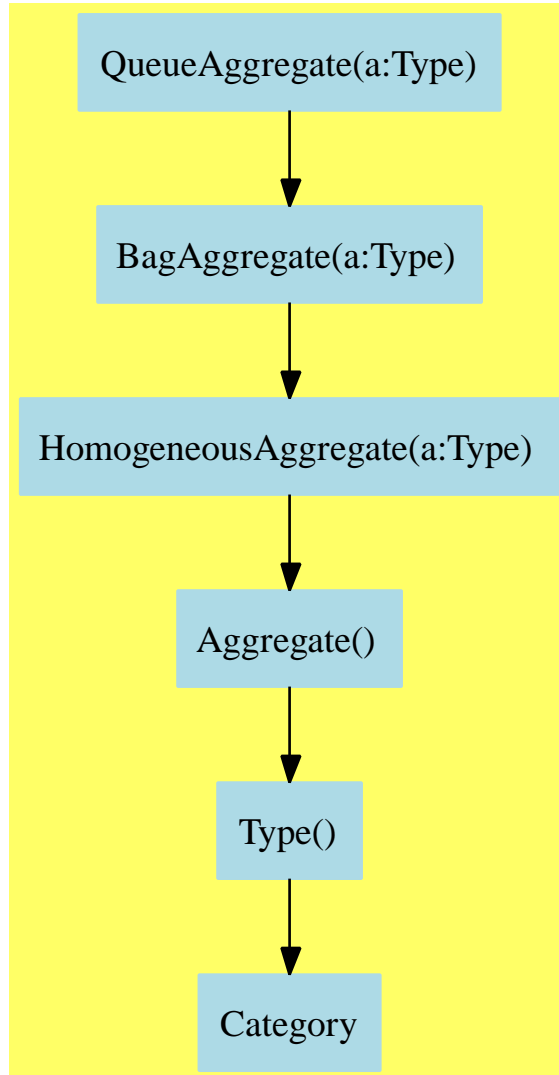 QueueAggregate(a:Type)
BagAggregate(a:Type)
HomogeneousAggregate(a:Type)
Aggregate()
Type()
Category